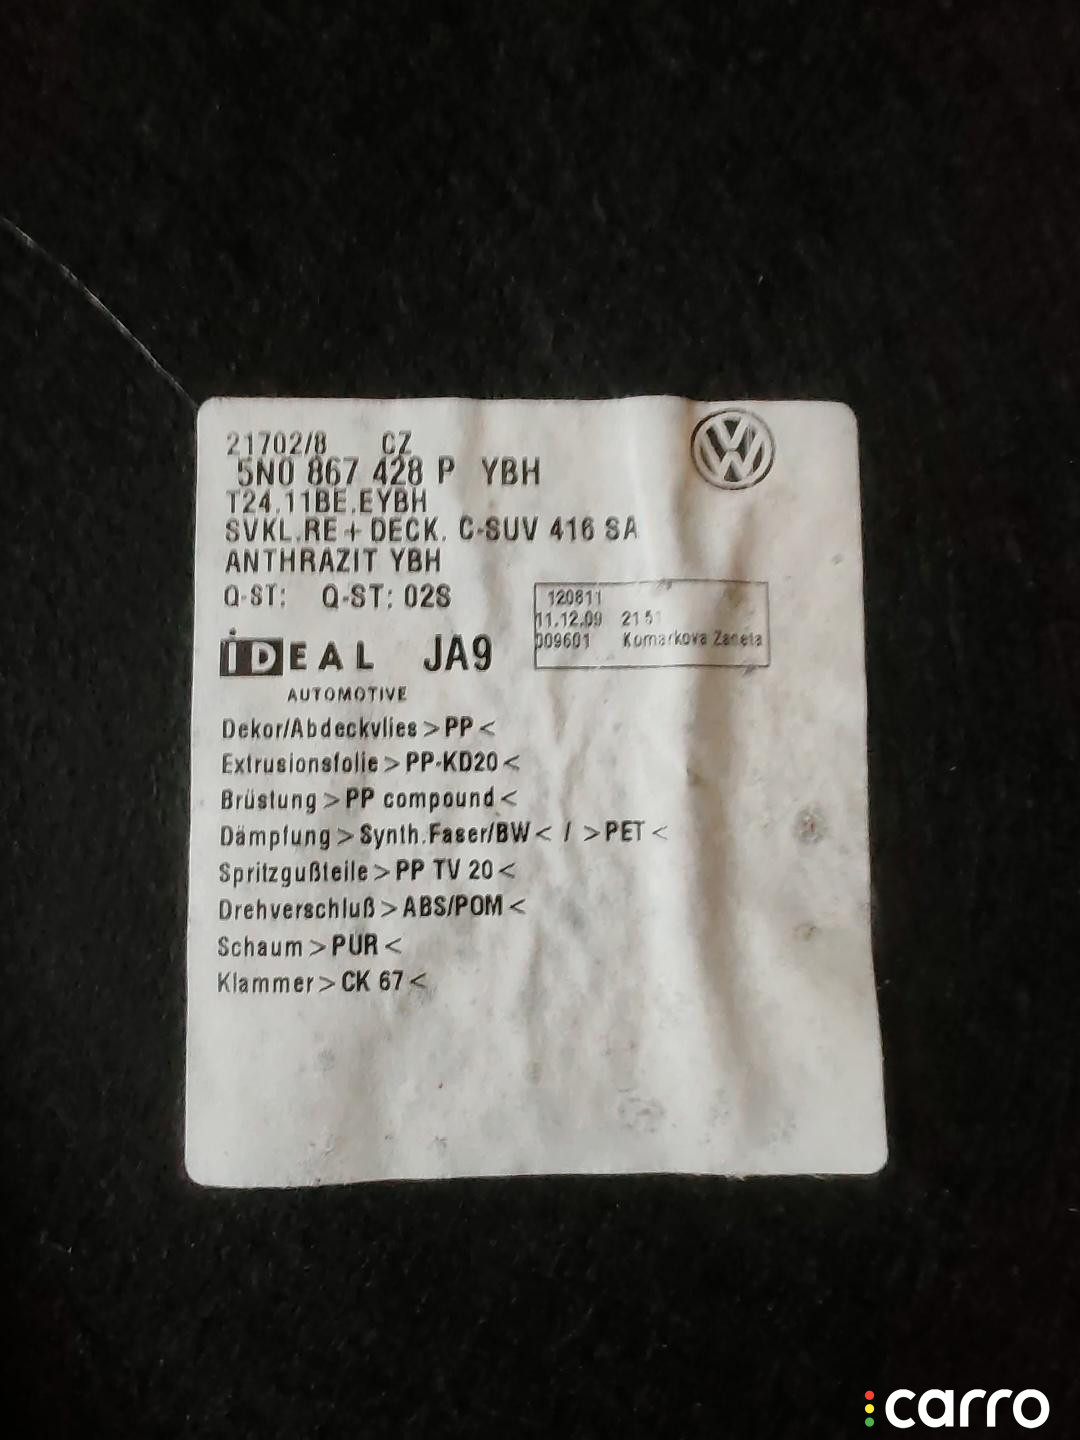 21702/8 CZ
5N0 867 428 P YBH
T24.11BE.EYBH
SVKL.RE + DECK. C-SUV 416 SA
ANTHRAZIT YBH
Q-ST: Q-ST: 02S
120811
11.12.09 21 51
009601 Komarkova Zaneta
iDEAL JA9
AUTOMOTIVE
Dekor/Abdeckvlies >PP<
Extrusionsfolie >PP-KD20<
Brüstung >PP compound<
Dämpfung >Synth.Faser/BW< / >PET<
Spritzgußteile >PP TV 20<
Drehverschluß >ABS/POM<
Schaum >PUR<
Klammer >CK 67<
carro